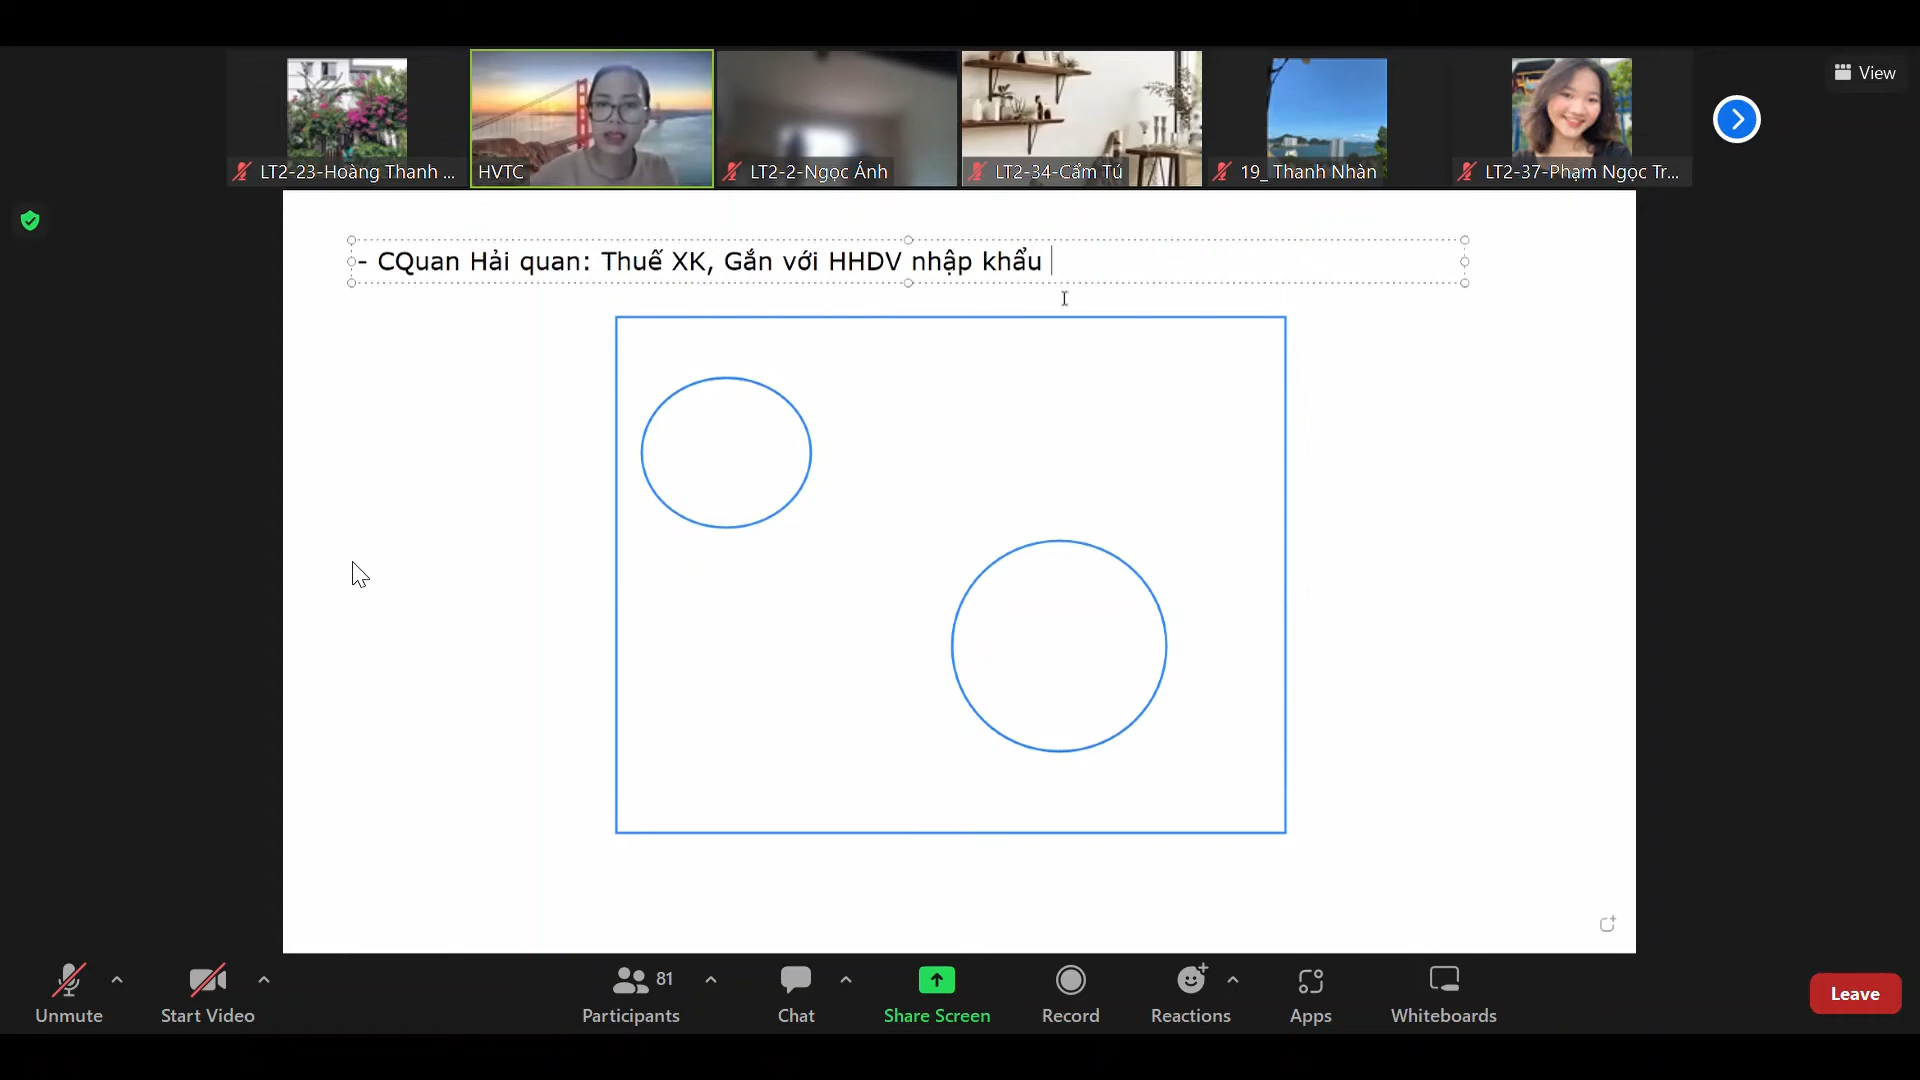 View
LT2-23-Hoàng Thanh ...
HVTC
LT2-2-Ngọc Ánh
LT2-34-Cẩm Tú
19_ Thanh Nhàn
LT2-37-Phạm Ngọc Tr...
- CQuan Hải quan: Thuế XK, Gắn với HHDV nhập khẩu
81
Unmute
Start Video
Participants
Chat
Share Screen
Record
Reactions
Apps
Whiteboards
Leave